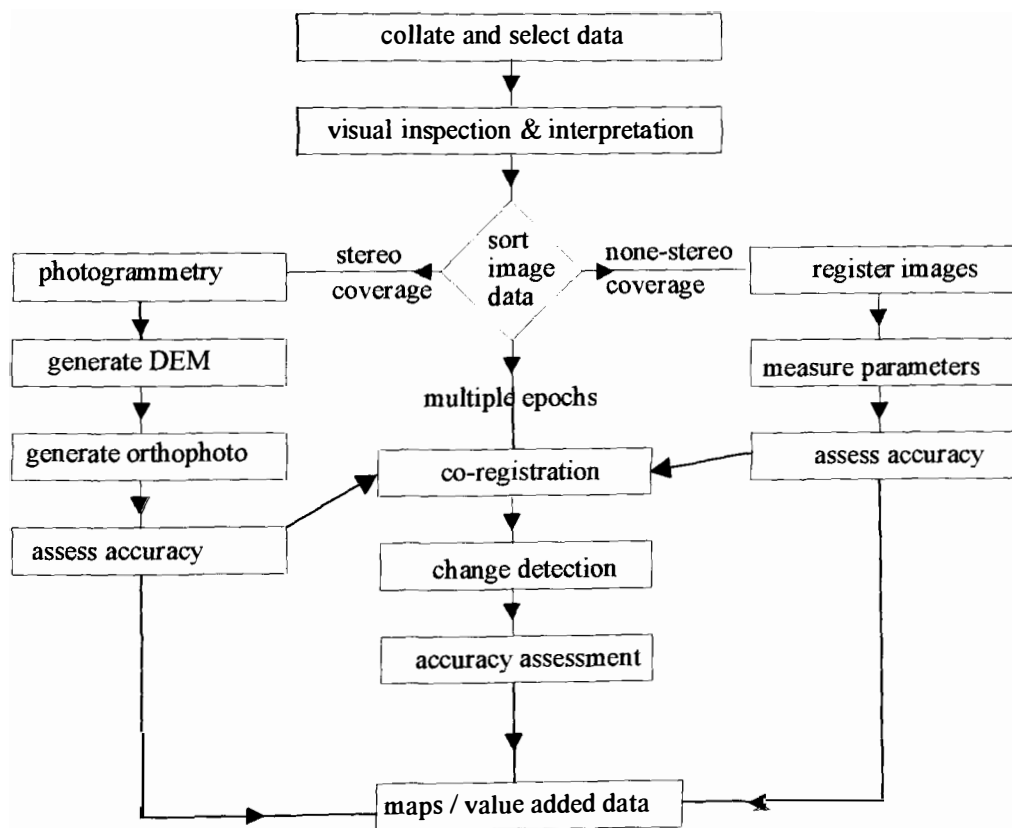 collate and select data
visual inspection & interpretation
sort
image
data
stereo
coverage
none-stereo
coverage
photogrammetry
generate DEM
generate orthophoto
assess accuracy
multiple epochs
co-registration
change detection
accuracy assessment
register images
measure parameters
assess accuracy
maps / value added data